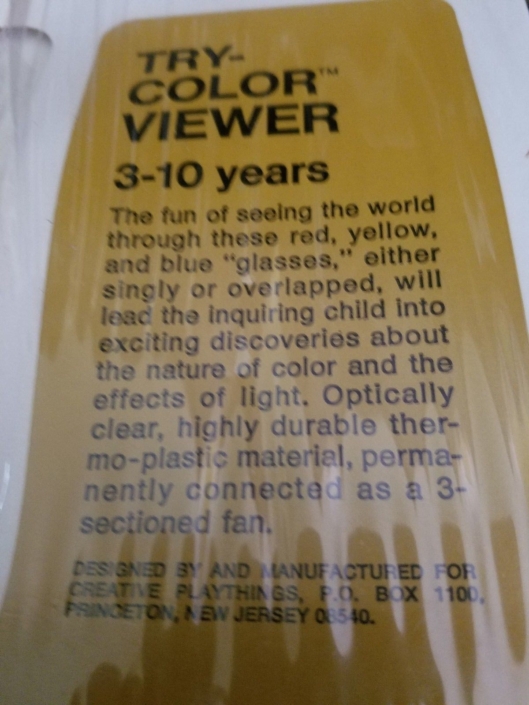 TRY-
COLOR™
VIEWER
3-10 years
The fun of seeing the world
through these red, yellow,
and blue "glasses," either
singly or overlapped, will
lead the inquiring child into
exciting discoveries about
the nature of color and the
effects of light. Optically
clear, highly durable ther-
mo-plastic material, perma-
nently connected as a 3-
sectioned fan.
DESIGNED BY AND MANUFACTURED FOR
CREATIVE PLAYTHINGS, P.O. BOX 1100,
PRINCETON, NEW JERSEY 08540.